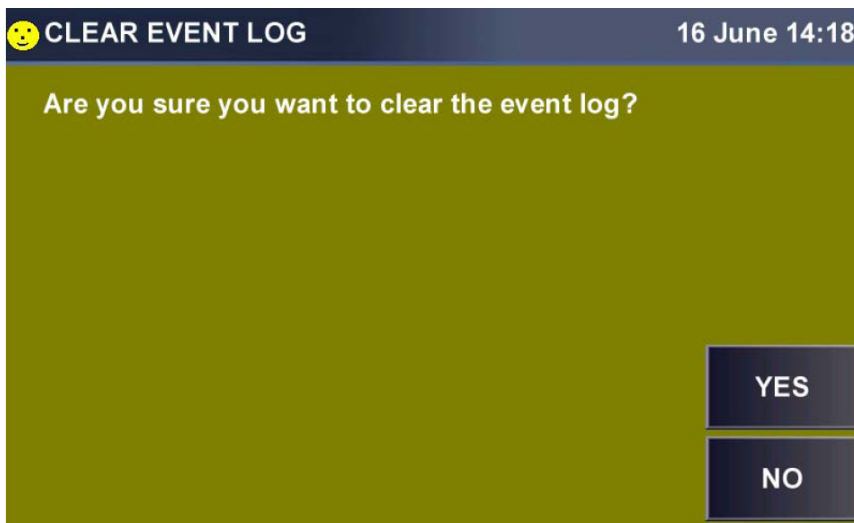 CLEAR EVENT LOG 16 June 14:18
Are you sure you want to clear the event log?
YES
NO